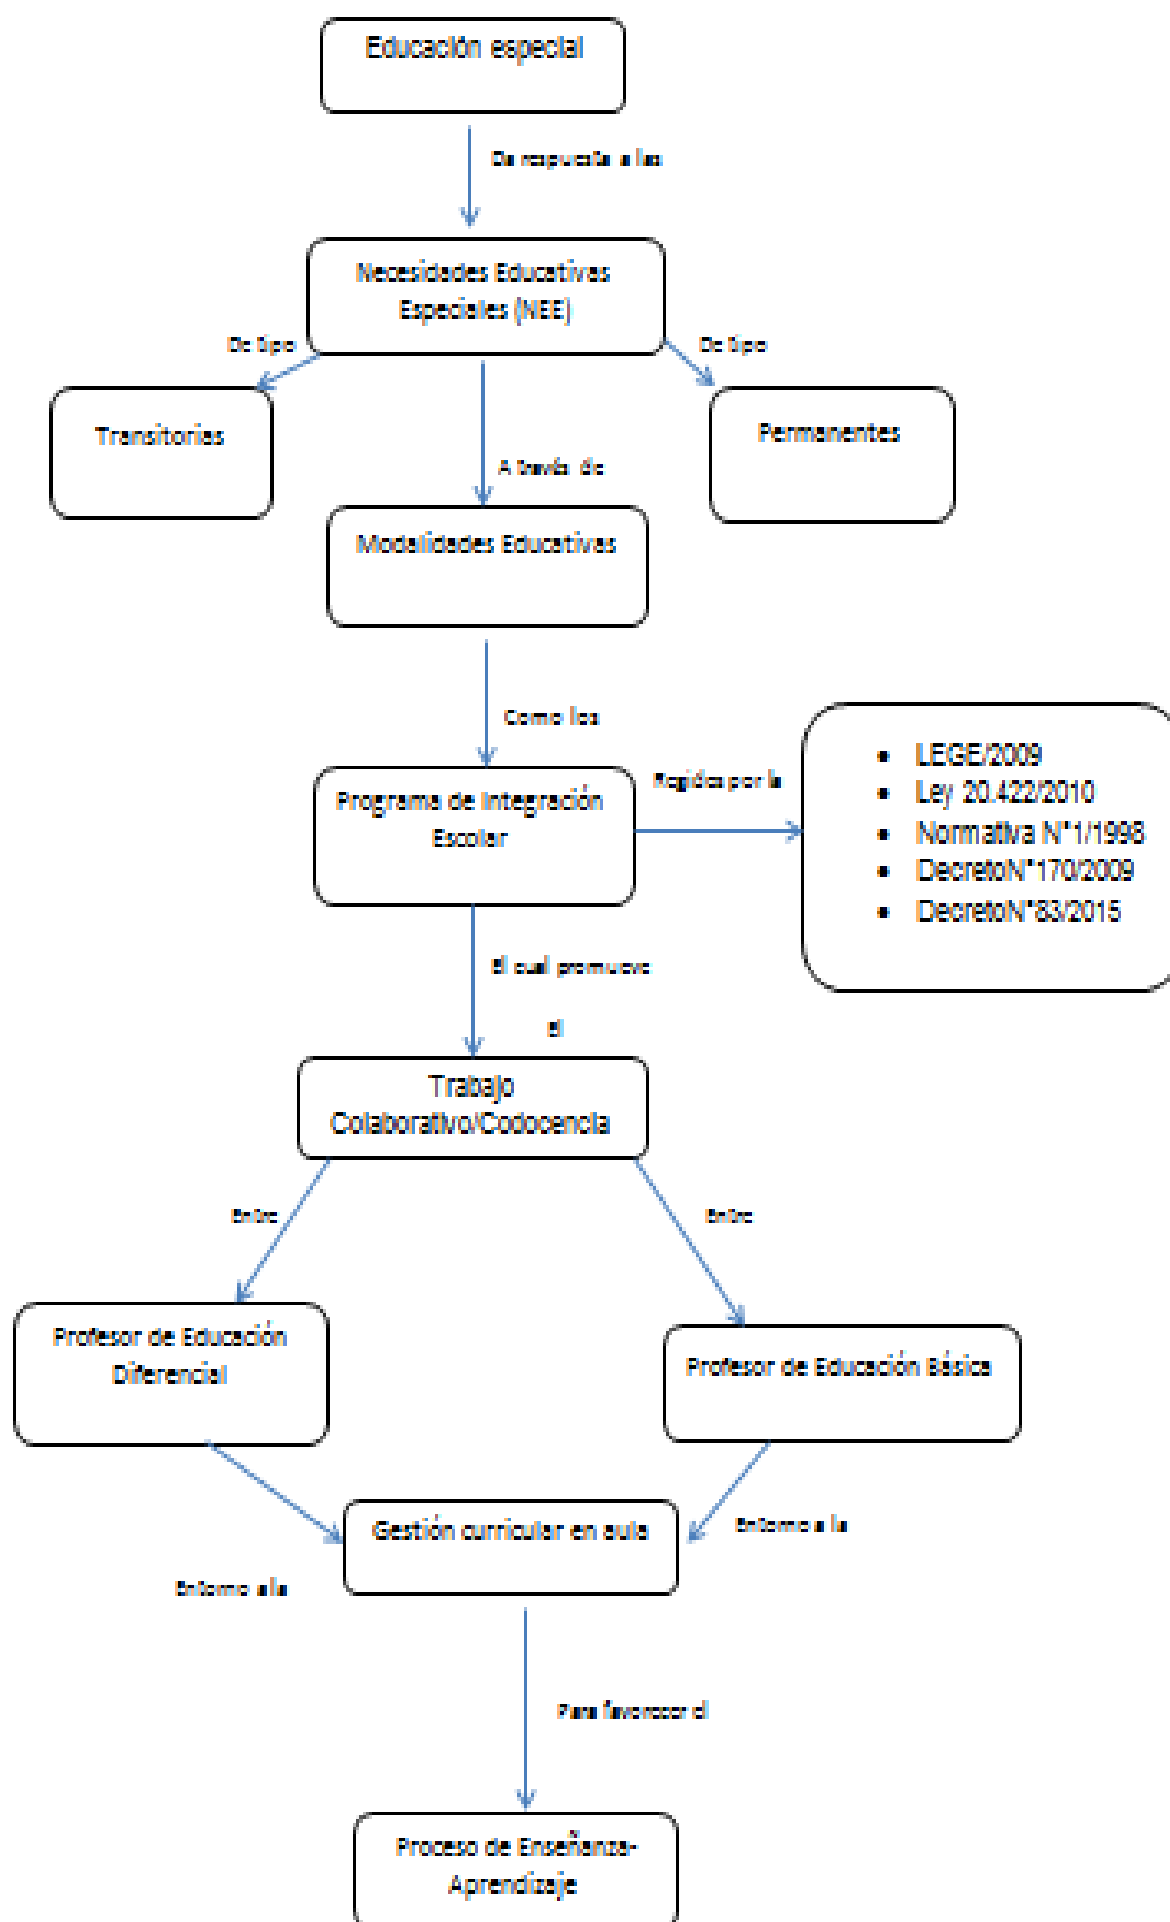 Educación especial
Da respuesta a las
Necesidades Educativas
Especiales (NEE)
De tipo
De tipo
Transitorias
Permanentes
A través de
Modalidades Educativas
Como los
Programa de Integración
Escolar
Regidos por la
• LEGE/2009
• Ley 20.422/2010
• Normativa N°1/1998
• DecretoN°170/2009
• DecretoN°83/2015
El cual promueve
El
Trabajo
Colaborativo/Codocencia
Entre
Entre
Profesor de Educación
Diferencial
Profesor de Educación Básica
Gestión curricular en aula
Entorno a la
Entorno a la
Para favorecer el
Proceso de Enseñanza-
Aprendizaje